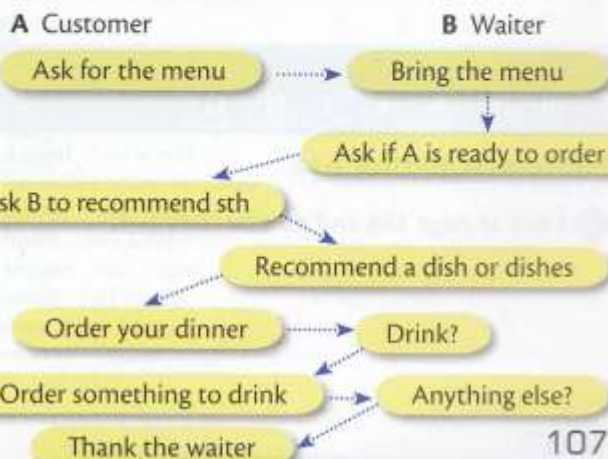 A Customer B Waiter
Ask for the menu Bring the menu
Ask if A is ready to order
sk B to recommend sth
Recommend a dish or dishes
Order your dinner Drink?
Order something to drink Anything else?
Thank the waiter 107